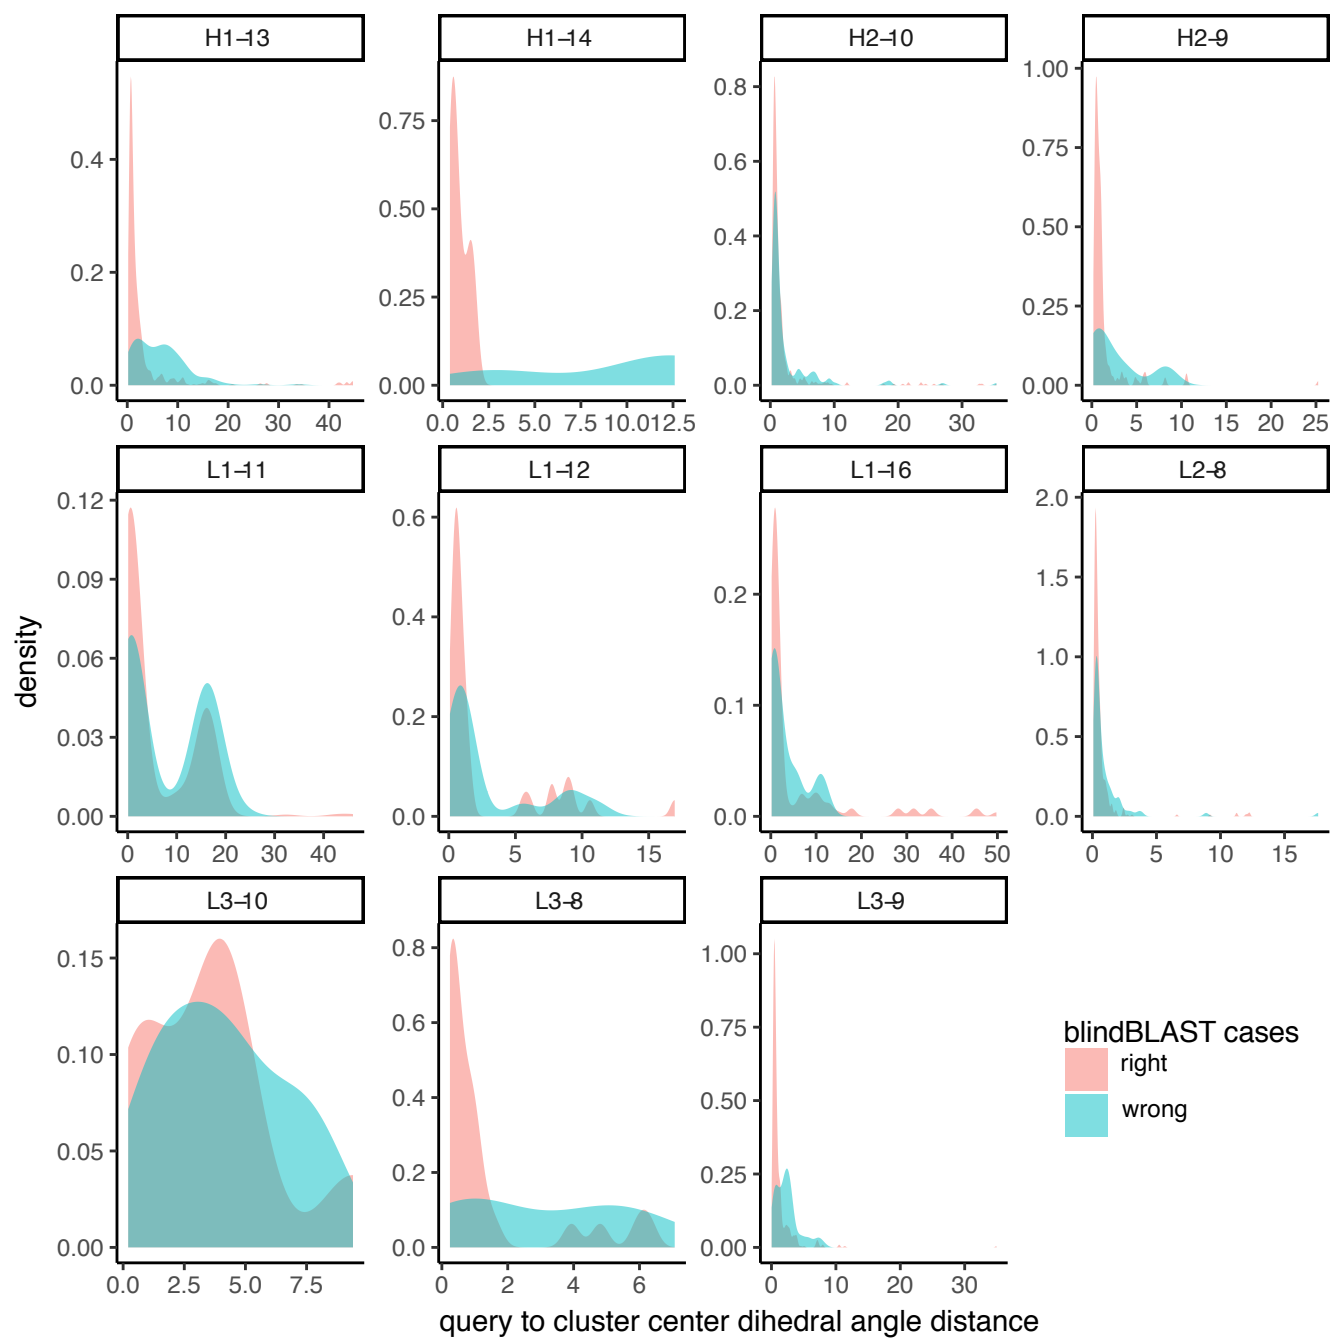 H1–13 H1–14 H2–10 H2–9
0.4
0.2
0.0
0 10 20 30 40
0.75
0.50
0.25
0.00
0.0 2.5 5.0 7.5 10.0 12.5
0.8
0.6
0.4
0.2
0.0
0 10 20 30
1.00
0.75
0.50
0.25
0.00
0 5 10 15 20 25
L1–11 L1–12 L1–16 L2–8
0.12
0.09
0.06
0.03
0.00
0 10 20 30 40
0.6
0.4
0.2
0.0
0 5 10 15
0.2
0.1
0.0
0 10 20 30 40 50
2.0
1.5
1.0
0.5
0.0
0 5 10 15
L3–10 L3–8 L3–9
0.15
0.10
0.05
0.00
0.0 2.5 5.0 7.5
0.8
0.6
0.4
0.2
0.0
0 2 4 6
1.00
0.75
0.50
0.25
0.00
0 10 20 30
density
query to cluster center dihedral angle distance
blindBLAST cases
right
wrong